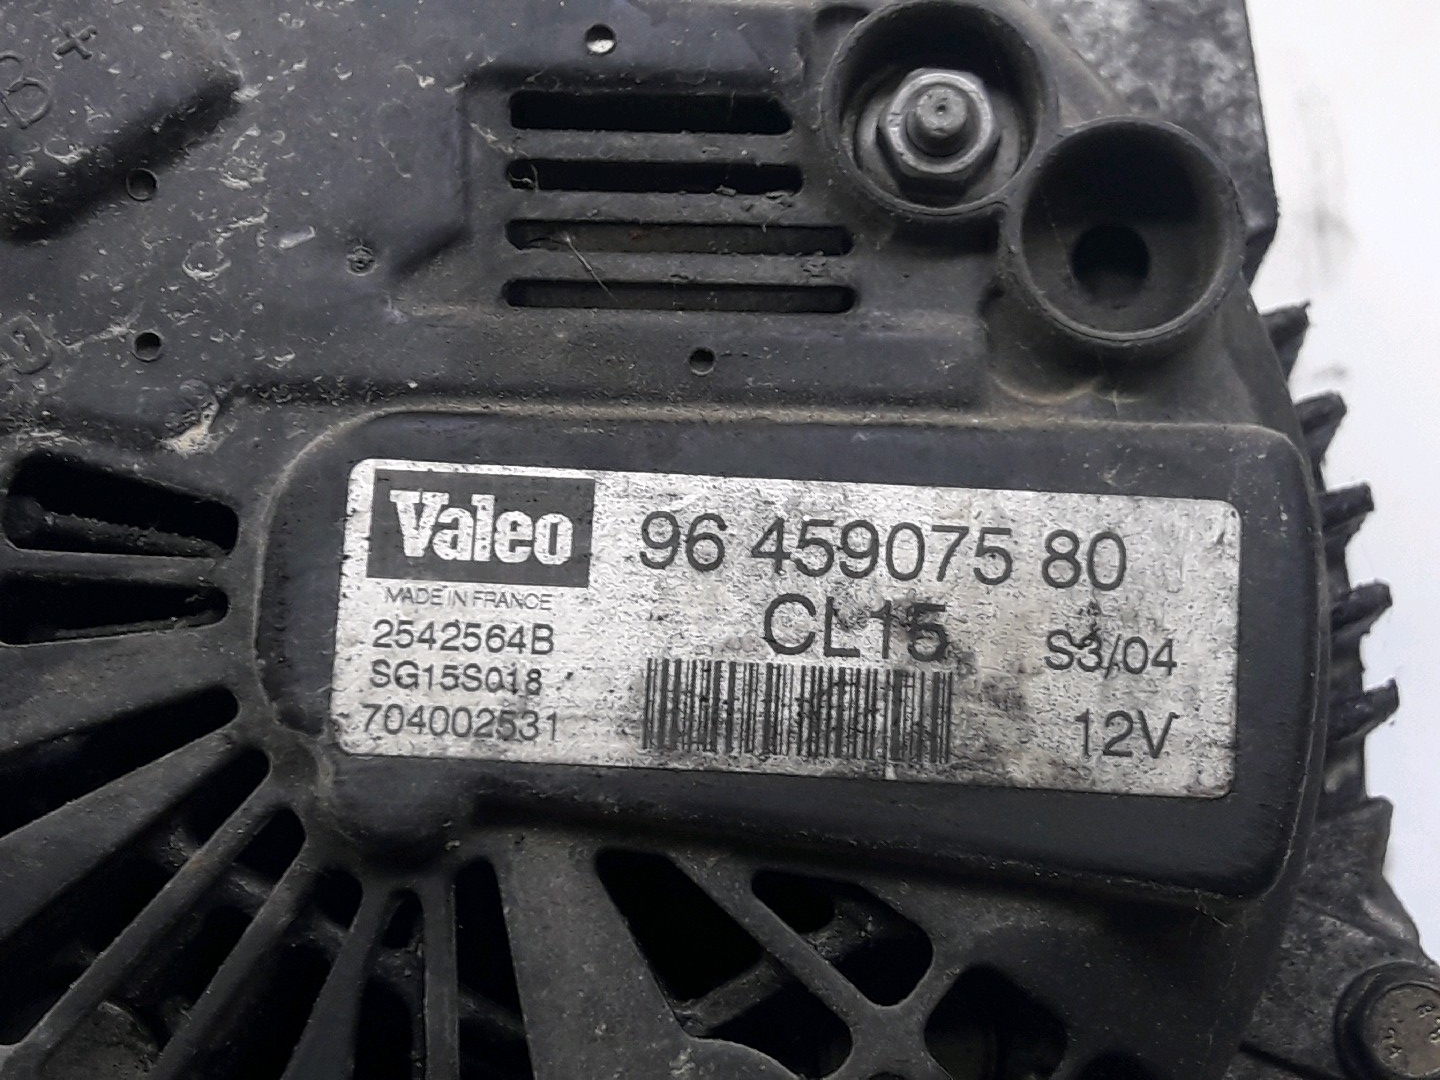 B+
Valeo
96 459075 80
MADE IN FRANCE
CL15
2542564B
S3/04
SG15S018
704002531
12V